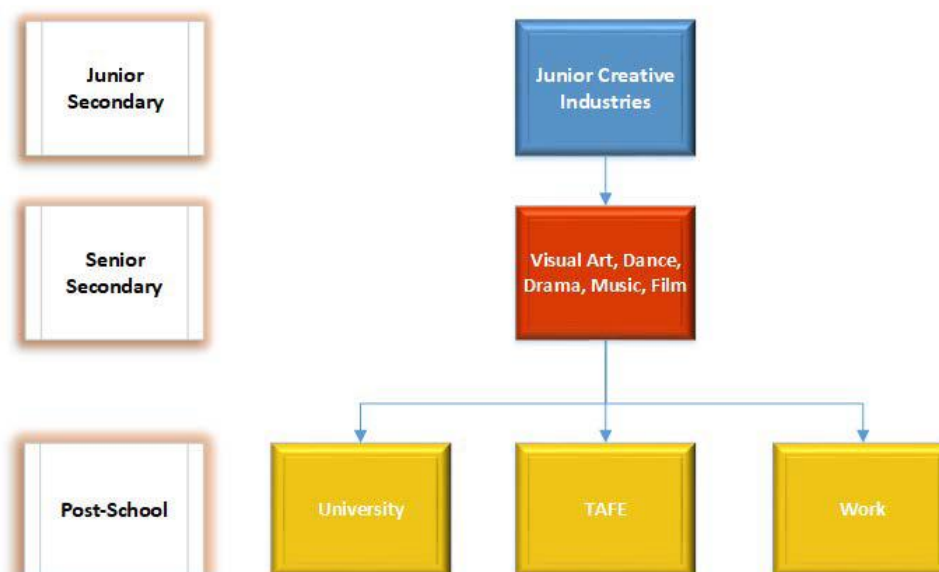 Junior
Secondary
Junior Creative
Industries
Senior
Secondary
Visual Art, Dance,
Drama, Music, Film
Post-School
University
TAFE
Work